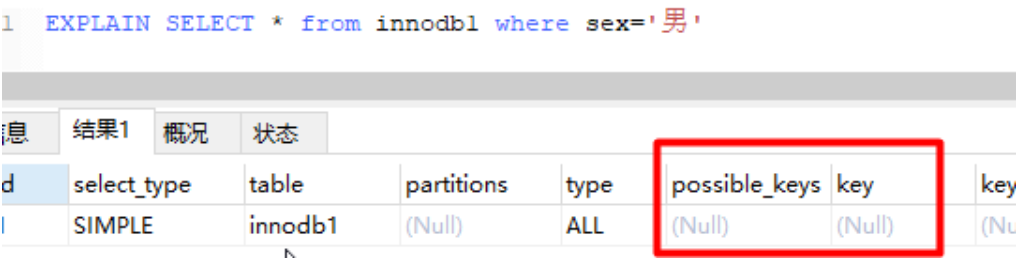 1 EXPLAIN SELECT * from innodb1 where sex='男'
息 结果1 概况 状态
d select_type table partitions type possible_keys key key
1 SIMPLE innodb1 (Null) ALL (Null) (Null) (Nu